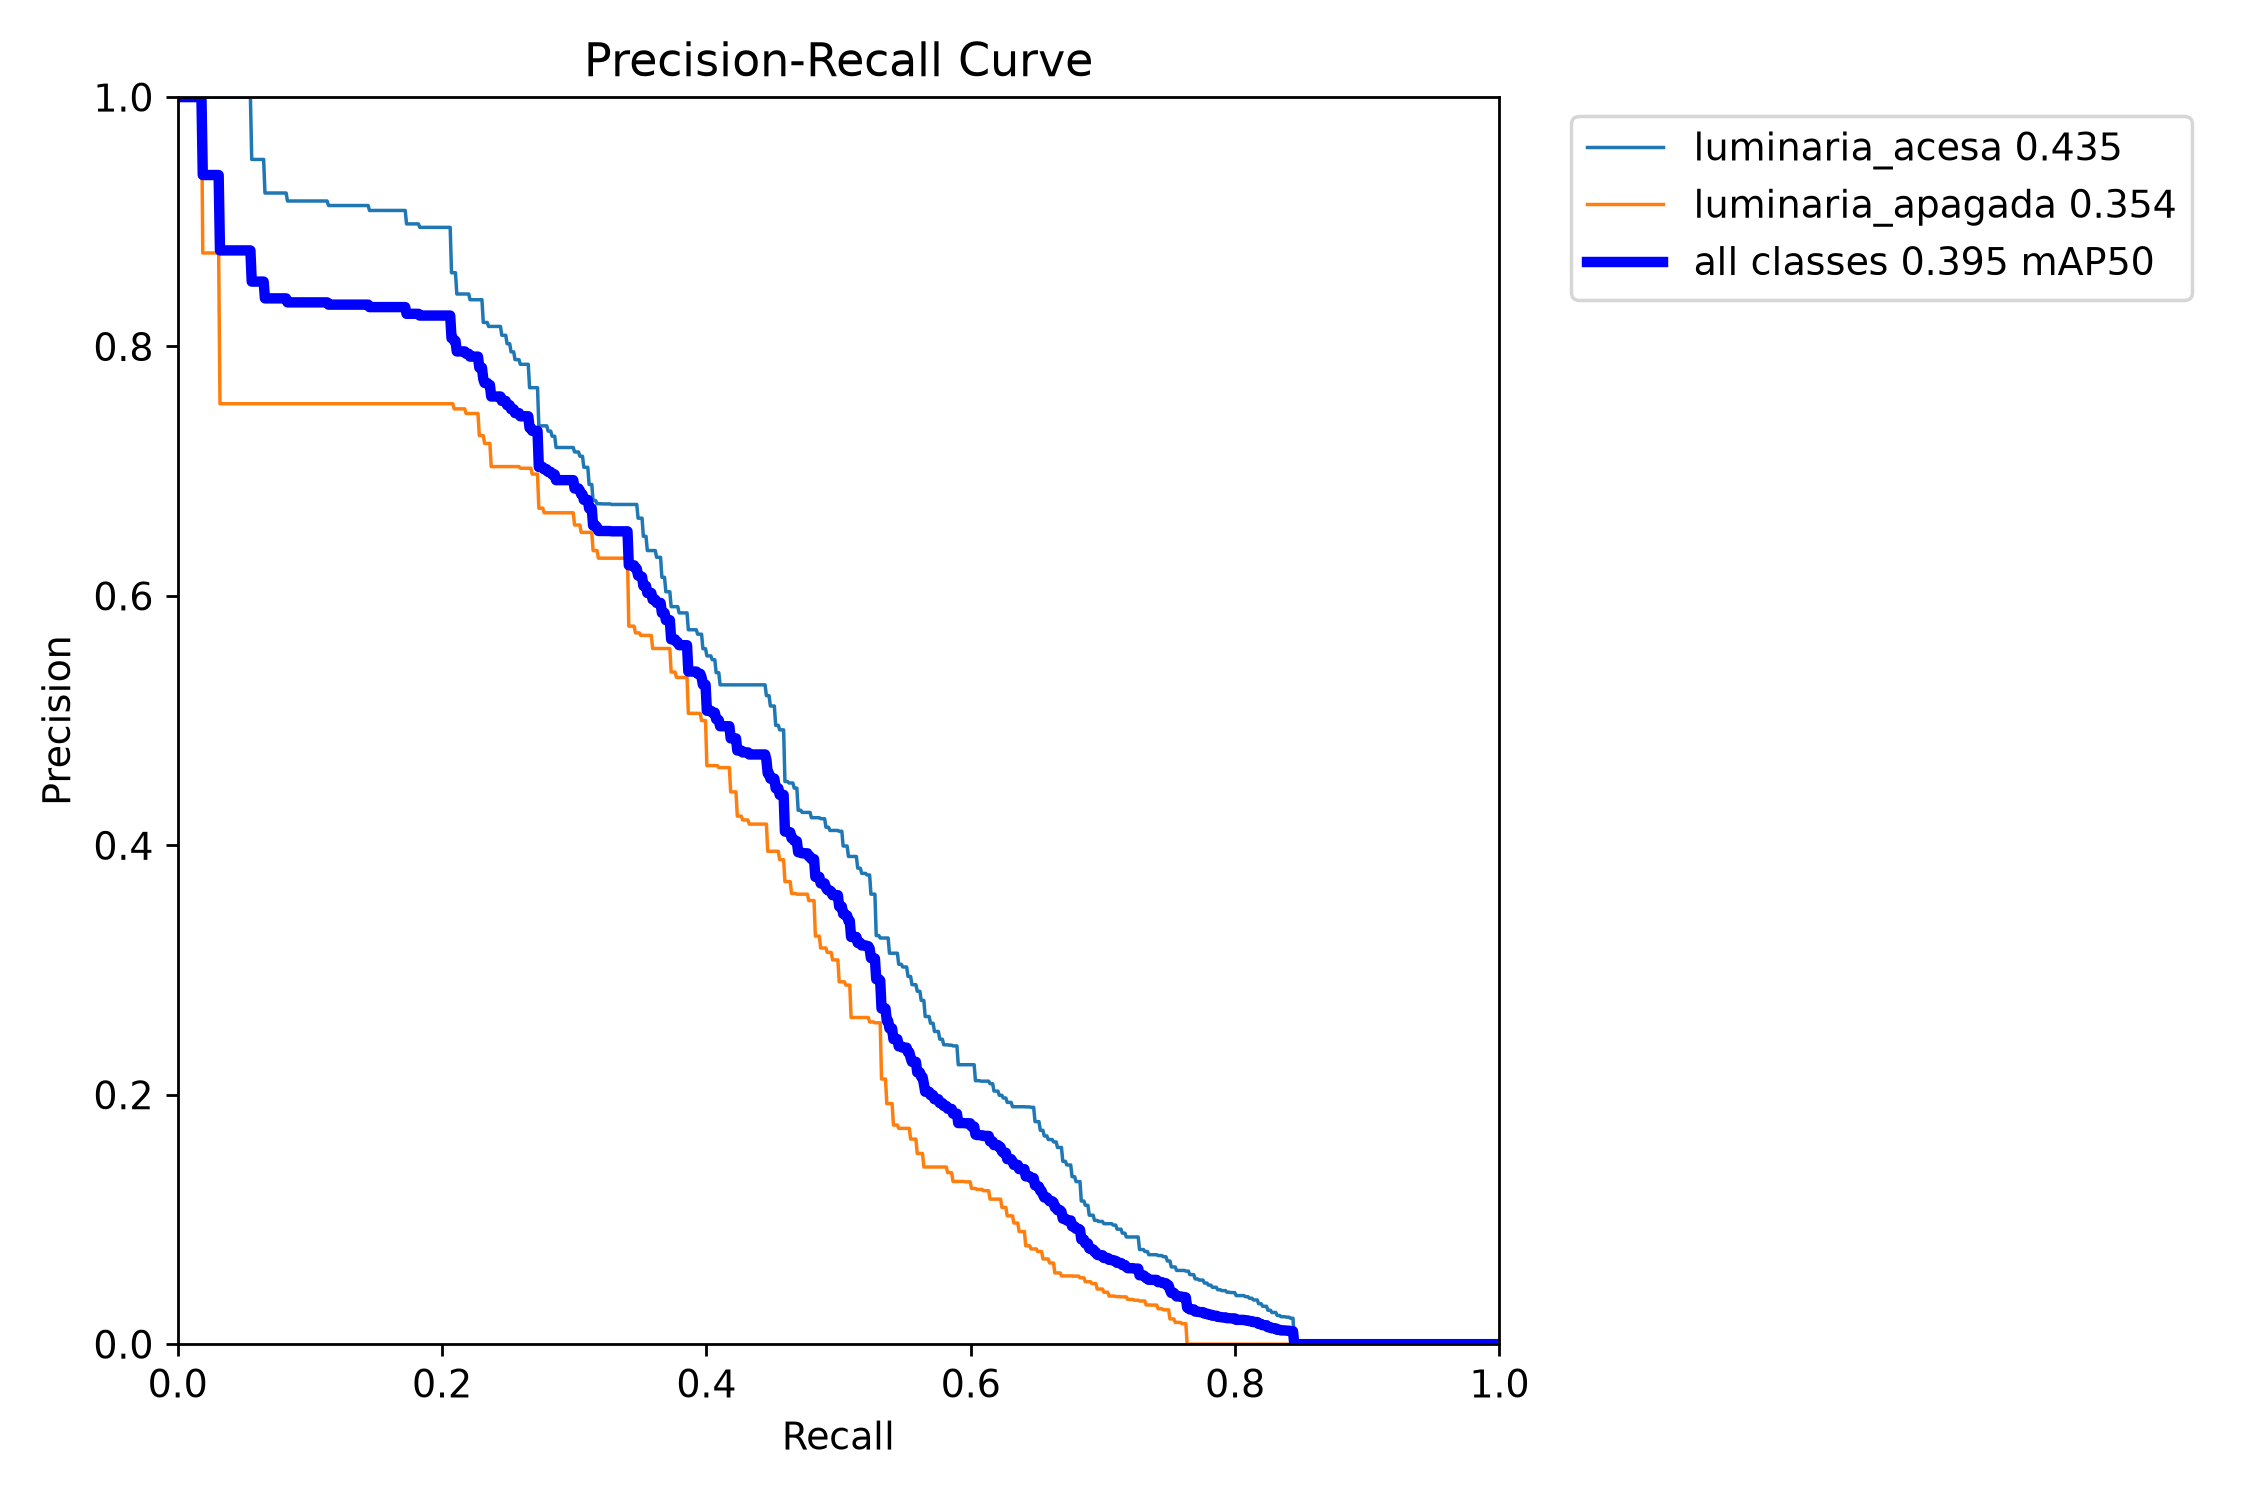 Precision-Recall Curve
luminaria_acesa 0.435
luminaria_apagada 0.354
all classes 0.395 mAP50
Precision
1.0
0.8
0.6
0.4
0.2
0.0
0.0 0.2 0.4 0.6 0.8 1.0
Recall